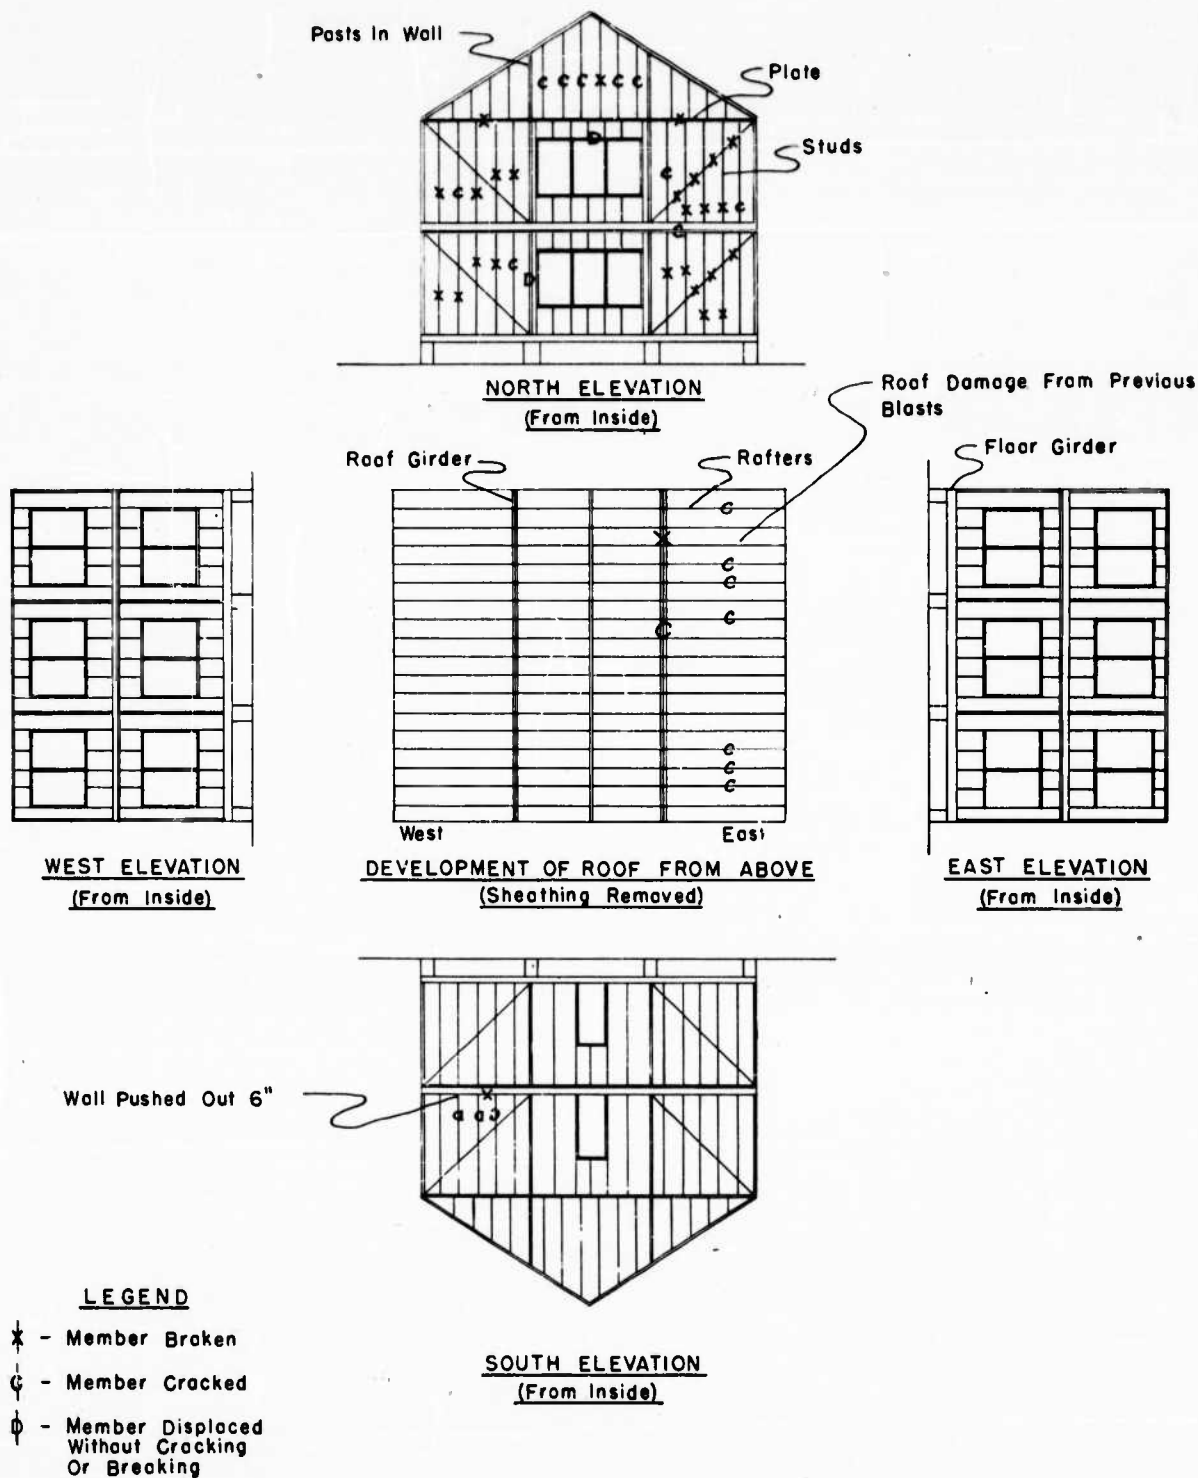 Posts In Wall
Plate
C C C X C C
X X
D
Studs
X C X X X
C X X X X
X X X C
C
X X X X C
D
X X X X X
X X
NORTH ELEVATION
(From Inside)
Roof Damage From Previous
Blasts
Roof Girder
Rafters
Floor Girder
C
X
C
C
C
C
C
C
C
West
East
WEST ELEVATION
(From Inside)
DEVELOPMENT OF ROOF FROM ABOVE
(Sheathing Removed)
EAST ELEVATION
(From Inside)
Wall Pushed Out 6"
X
D D C
LEGEND
X - Member Broken
C - Member Cracked
D - Member Displaced
Without Cracking
Or Breaking
SOUTH ELEVATION
(From Inside)